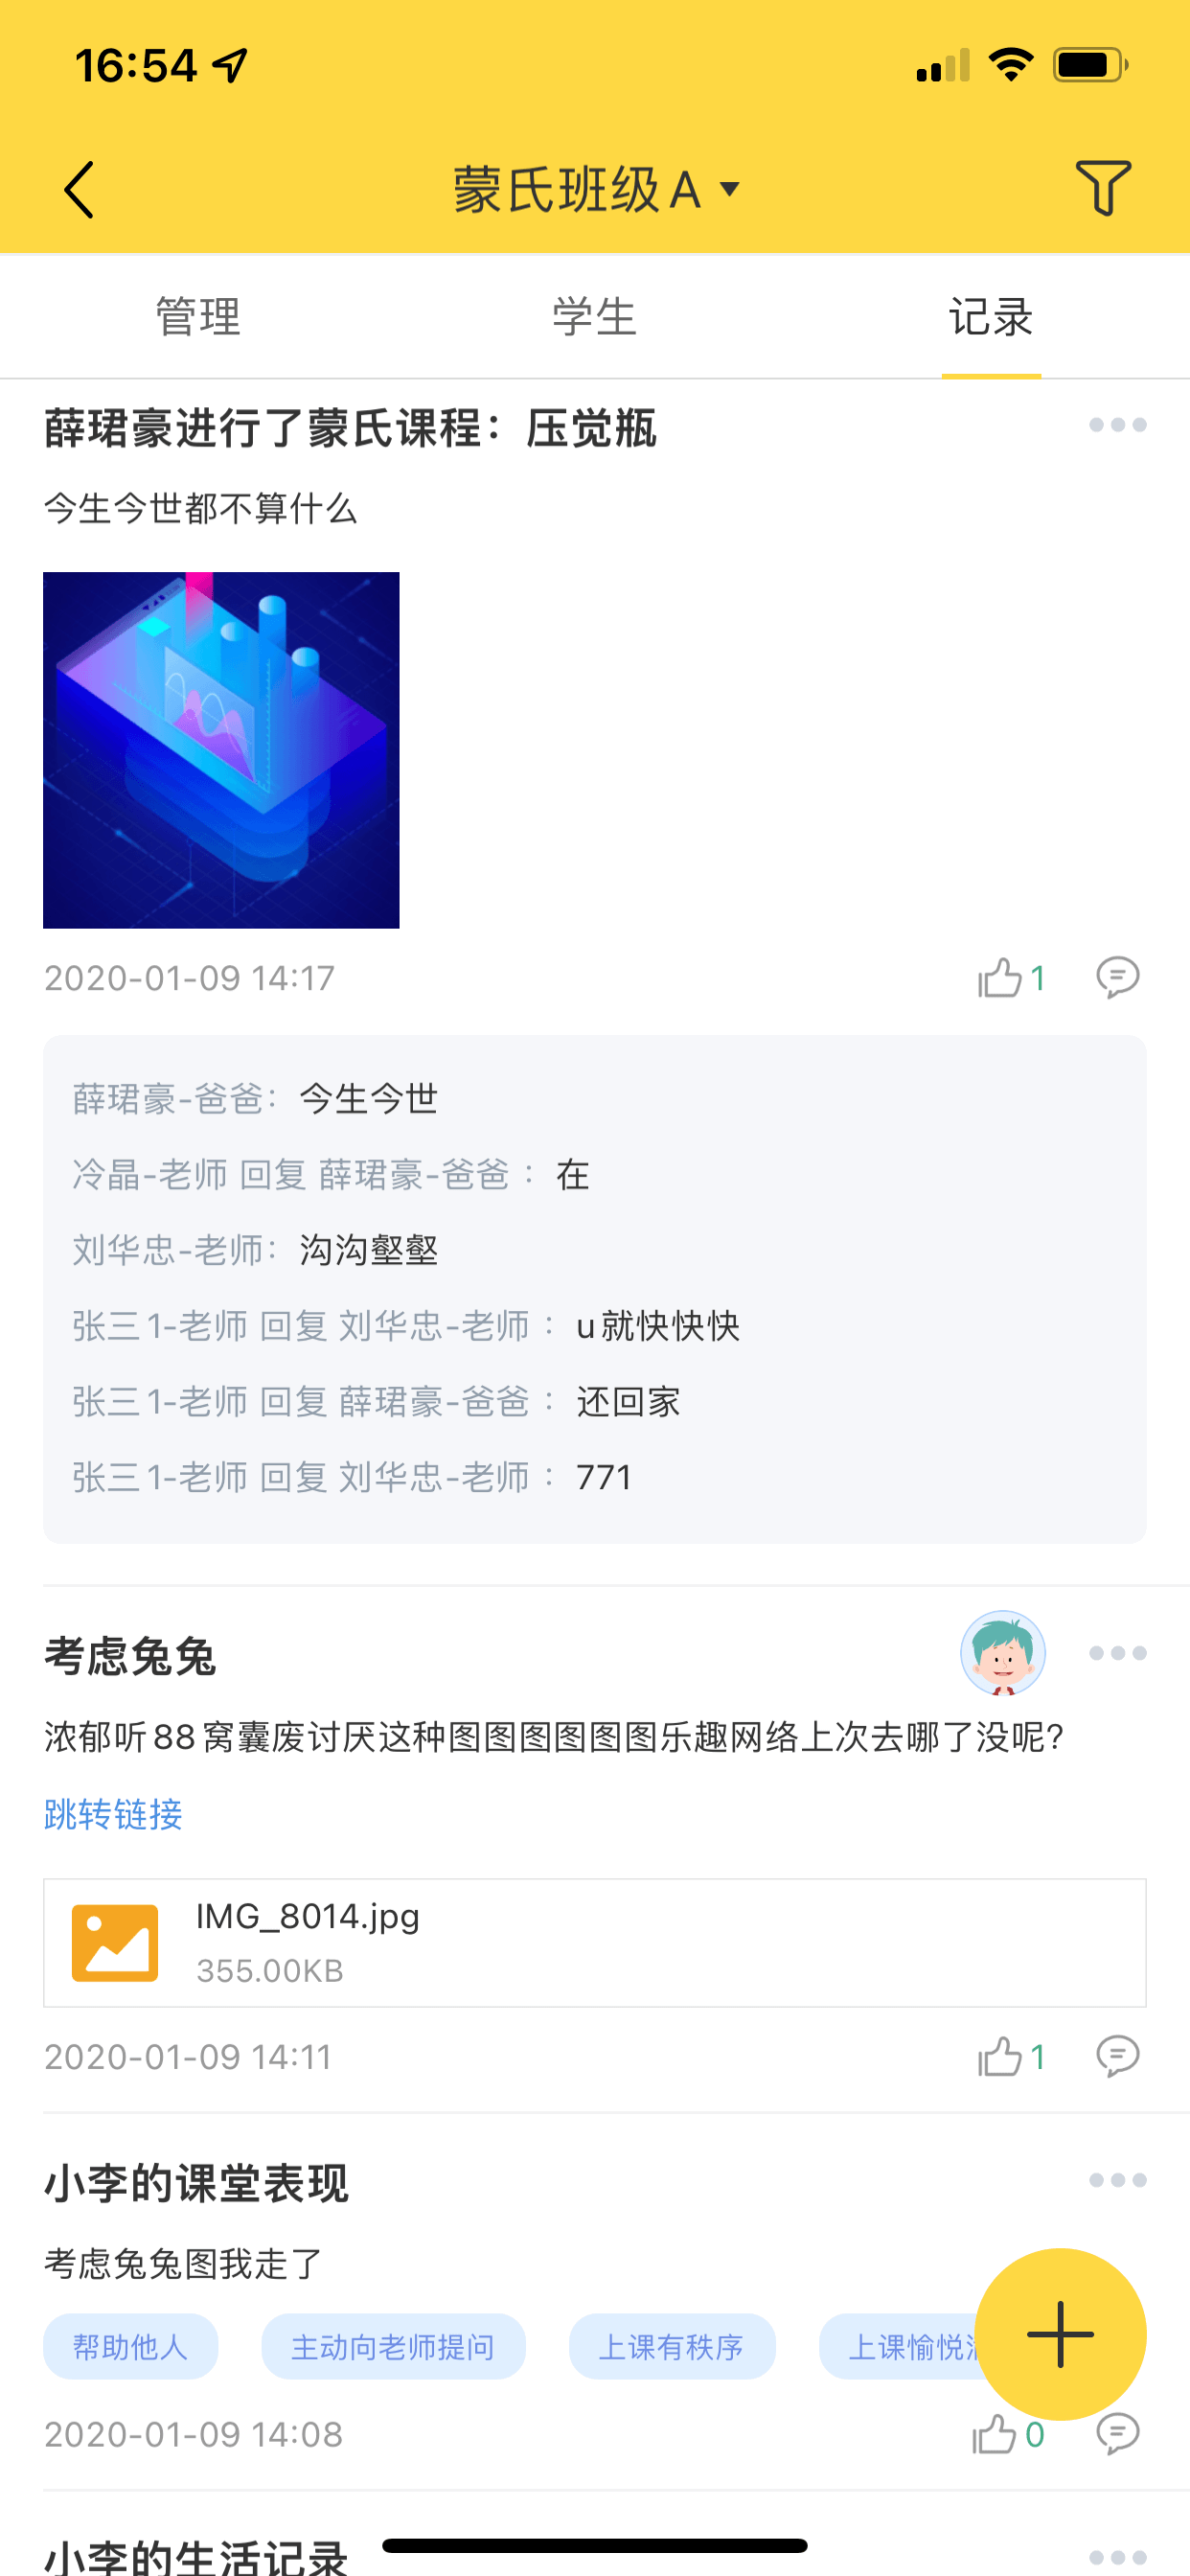 16:54
蒙氏班级A
管理 学生 记录
薛珺豪进行了蒙氏课程：压觉瓶
今生今世都不算什么
2020-01-09 14:17 1
薛珺豪-爸爸：今生今世
冷晶-老师 回复 薛珺豪-爸爸 ：在
刘华忠-老师：沟沟壑壑
张三1-老师 回复 刘华忠-老师 ：u就快快快
张三1-老师 回复 薛珺豪-爸爸 ：还回家
张三1-老师 回复 刘华忠-老师 ：771
考虑兔兔
浓郁听88窝囊废讨厌这种图图图图图图乐趣网络上次去哪了没呢?
跳转链接
IMG_8014.jpg
355.00KB
2020-01-09 14:11 1
小李的课堂表现
考虑兔兔图我走了
帮助他人 主动向老师提问 上课有秩序 上课愉悦
2020-01-09 14:08 0
小李的生活记录